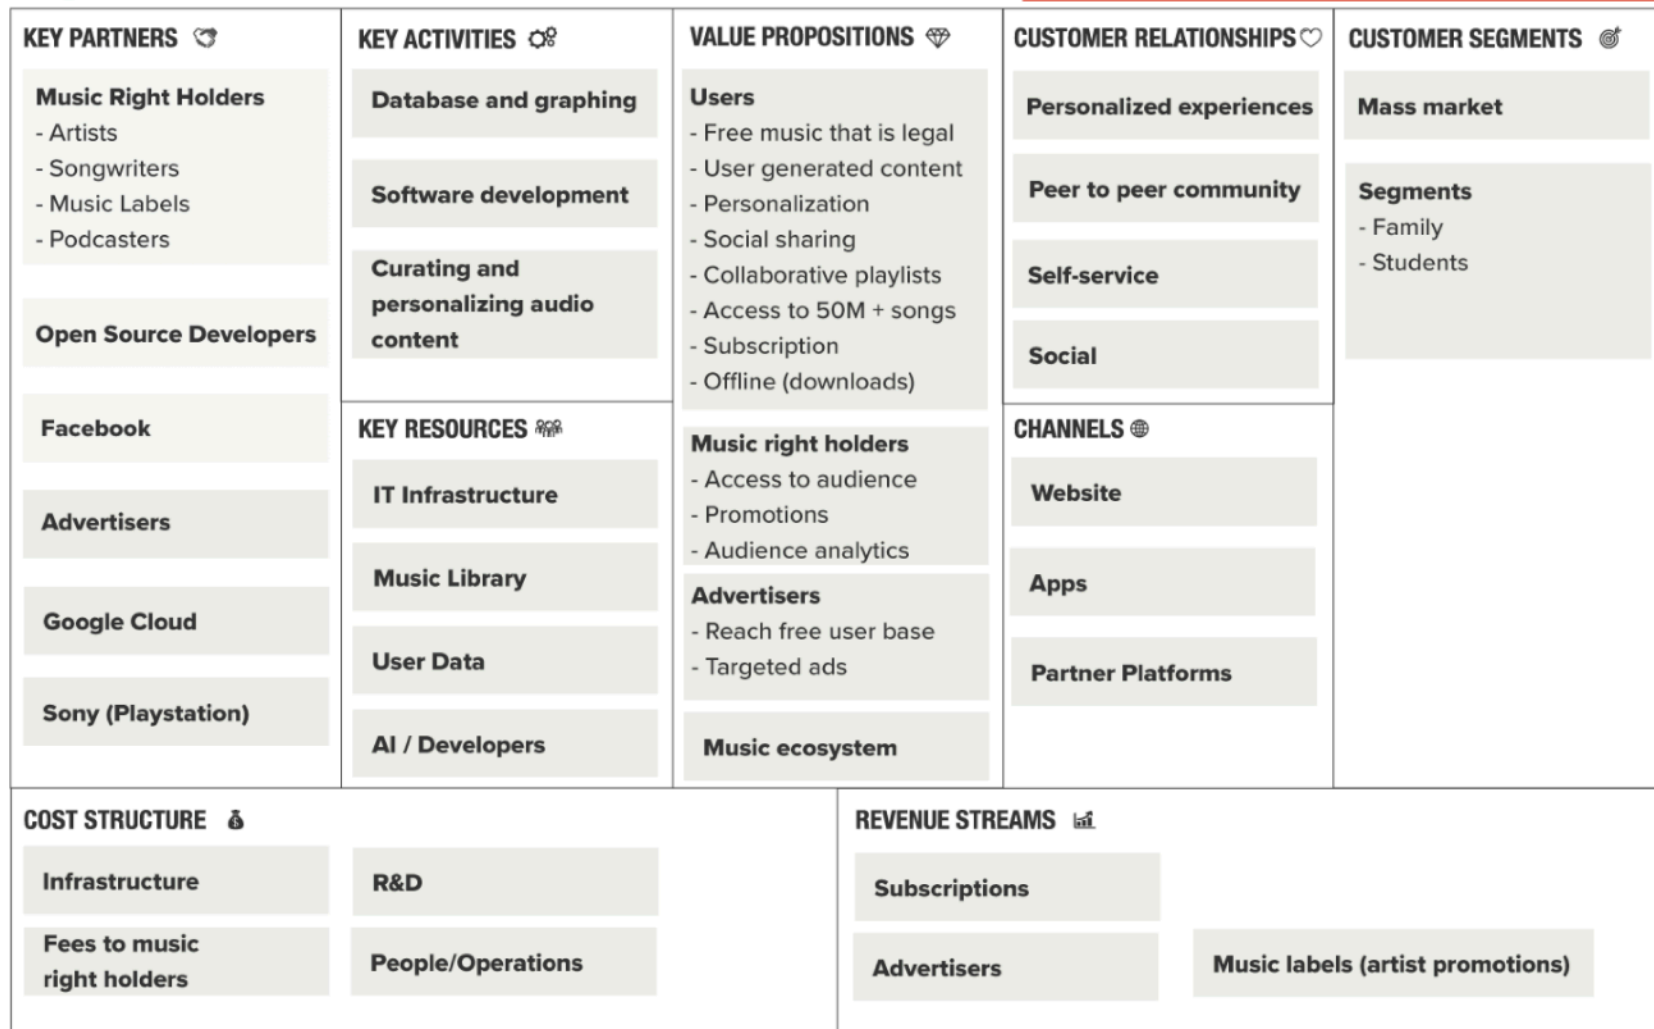 KEY PARTNERS
Music Right Holders
- Artists
- Songwriters
- Music Labels
- Podcasters
Open Source Developers
Facebook
Advertisers
Google Cloud
Sony (Playstation)
KEY ACTIVITIES
Database and graphing
Software development
Curating and
personalizing audio
content
KEY RESOURCES
IT Infrastructure
Music Library
User Data
AI / Developers
VALUE PROPOSITIONS
Users
- Free music that is legal
- User generated content
- Personalization
- Social sharing
- Collaborative playlists
- Access to 50M + songs
- Subscription
- Offline (downloads)
Music right holders
- Access to audience
- Promotions
- Audience analytics
Advertisers
- Reach free user base
- Targeted ads
Music ecosystem
CUSTOMER RELATIONSHIPS
Personalized experiences
Peer to peer community
Self-service
Social
CHANNELS
Website
Apps
Partner Platforms
CUSTOMER SEGMENTS
Mass market
Segments
- Family
- Students
COST STRUCTURE
Infrastructure
R&D
Fees to music
right holders
People/Operations
REVENUE STREAMS
Subscriptions
Advertisers
Music labels (artist promotions)